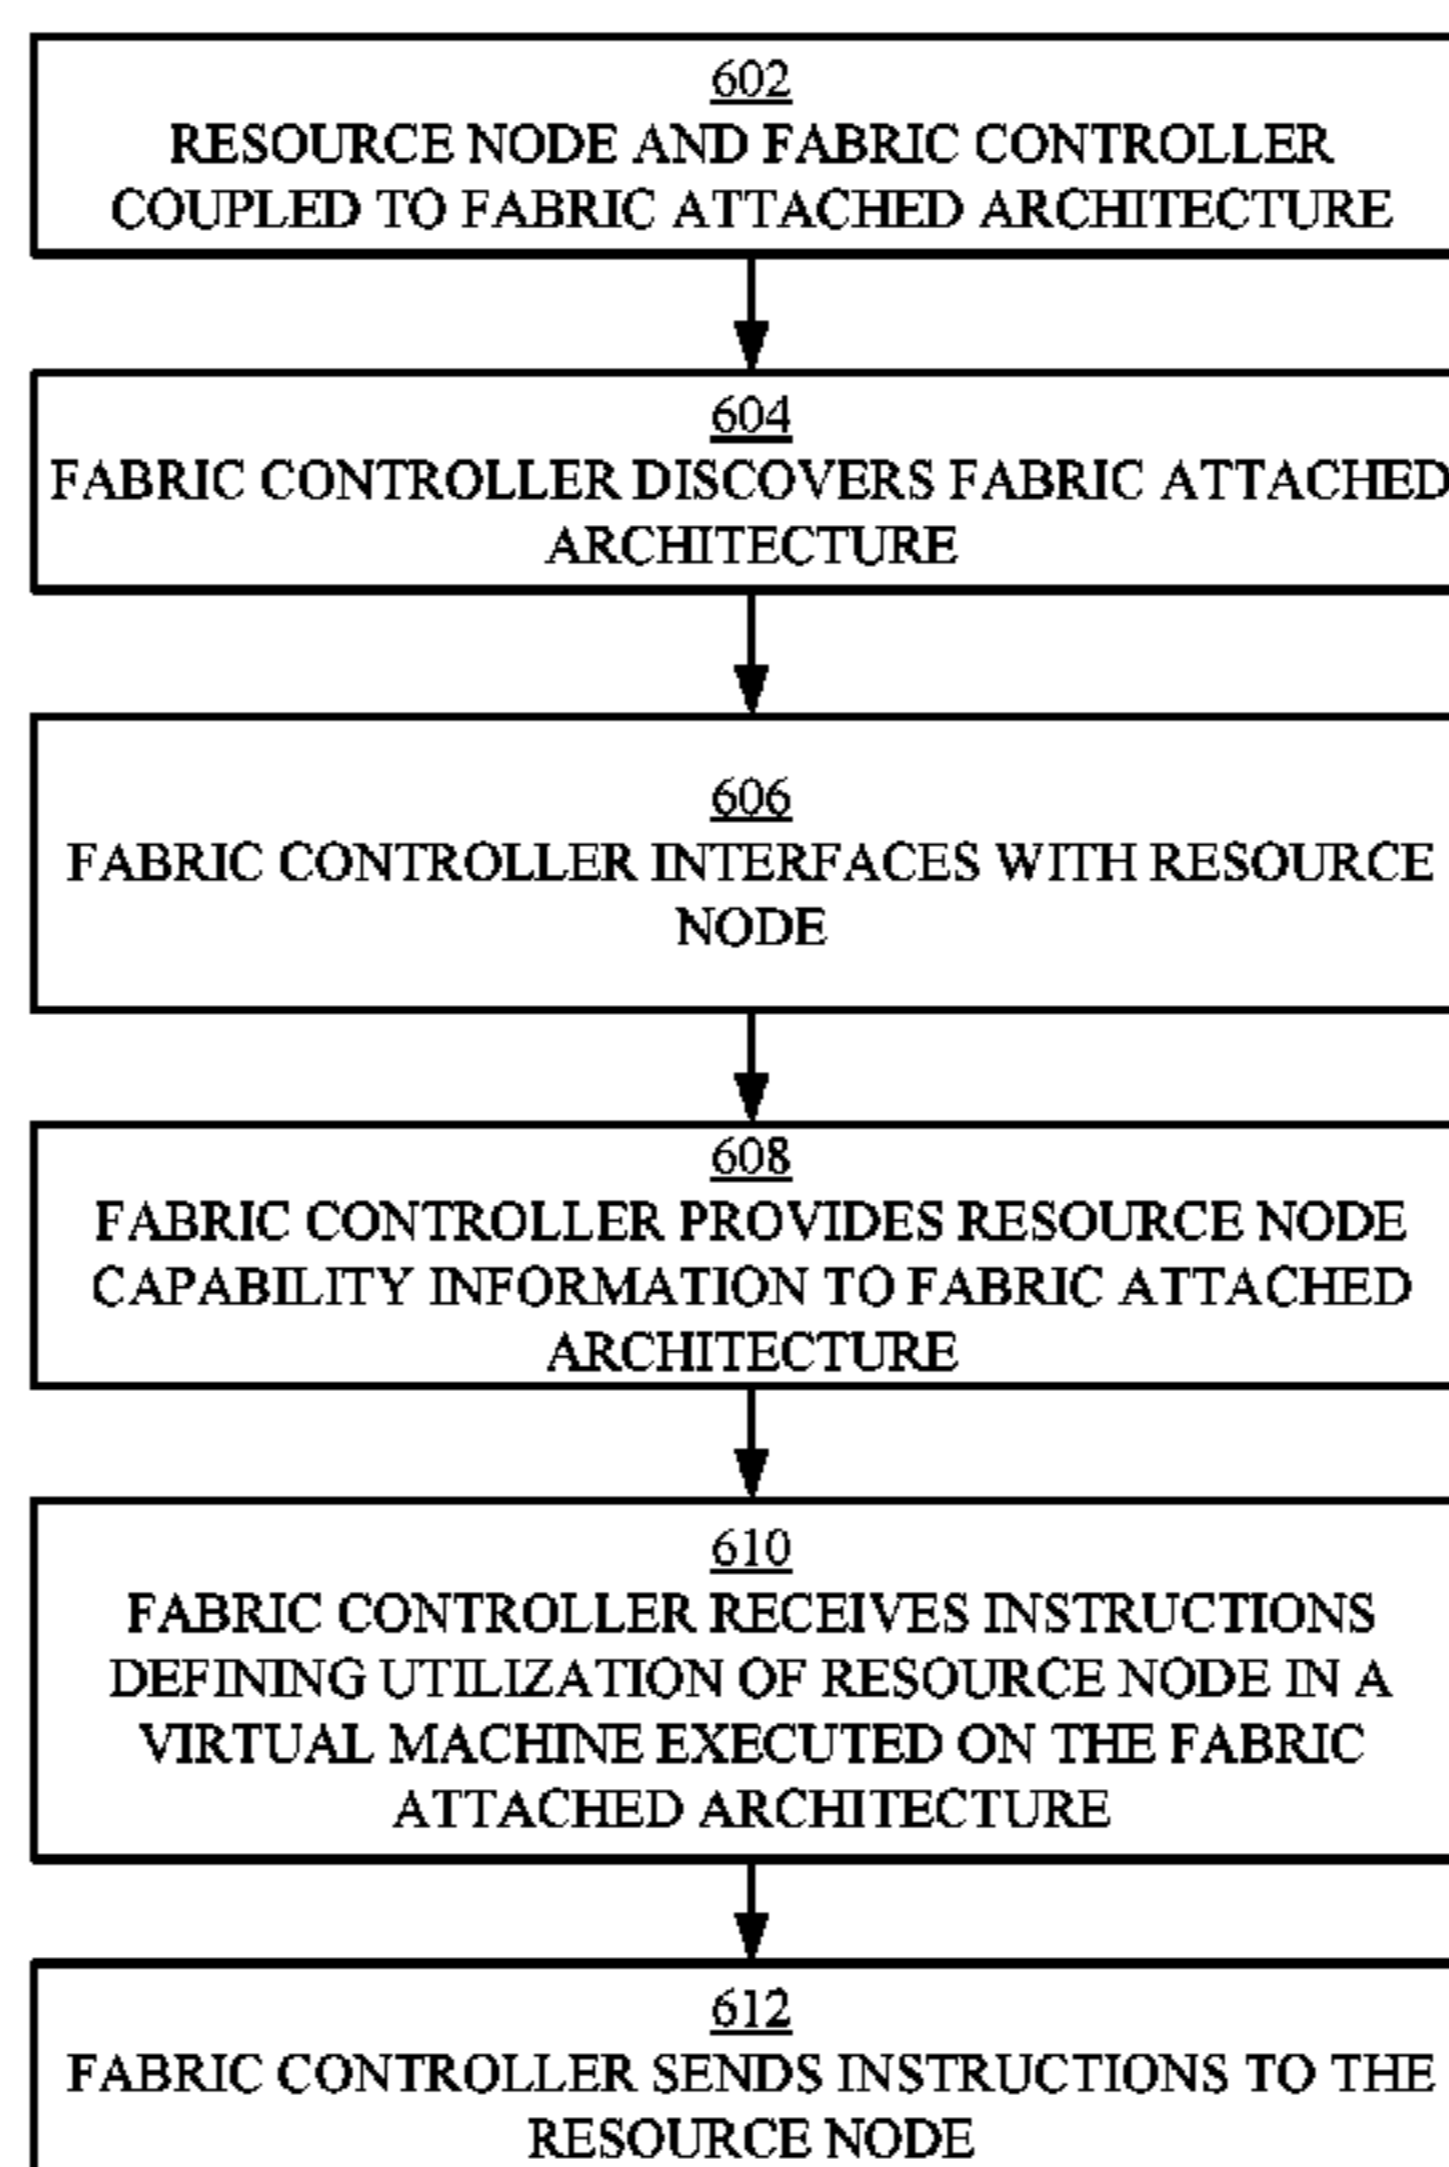 602
RESOURCE NODE AND FABRIC CONTROLLER
COUPLED TO FABRIC ATTACHED ARCHITECTURE
604
FABRIC CONTROLLER DISCOVERS FABRIC ATTACHED
ARCHITECTURE
606
FABRIC CONTROLLER INTERFACES WITH RESOURCE
NODE
608
FABRIC CONTROLLER PROVIDES RESOURCE NODE
CAPABILITY INFORMATION TO FABRIC ATTACHED
ARCHITECTURE
610
FABRIC CONTROLLER RECEIVES INSTRUCTIONS
DEFINING UTILIZATION OF RESOURCE NODE IN A
VIRTUAL MACHINE EXECUTED ON THE FABRIC
ATTACHED ARCHITECTURE
612
FABRIC CONTROLLER SENDS INSTRUCTIONS TO THE
RESOURCE NODE